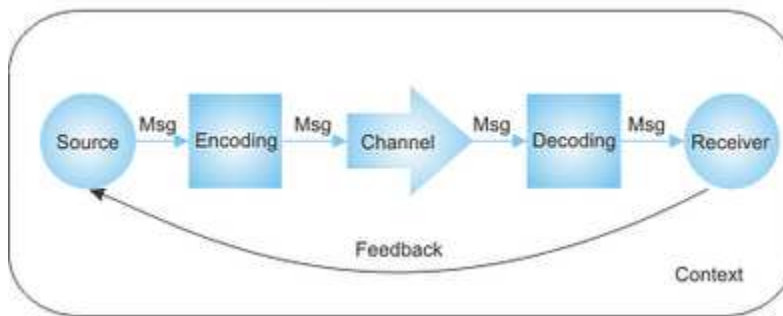 Msg Msg Msg Msg
Source Encoding Channel Decoding Receiver
Feedback
Context